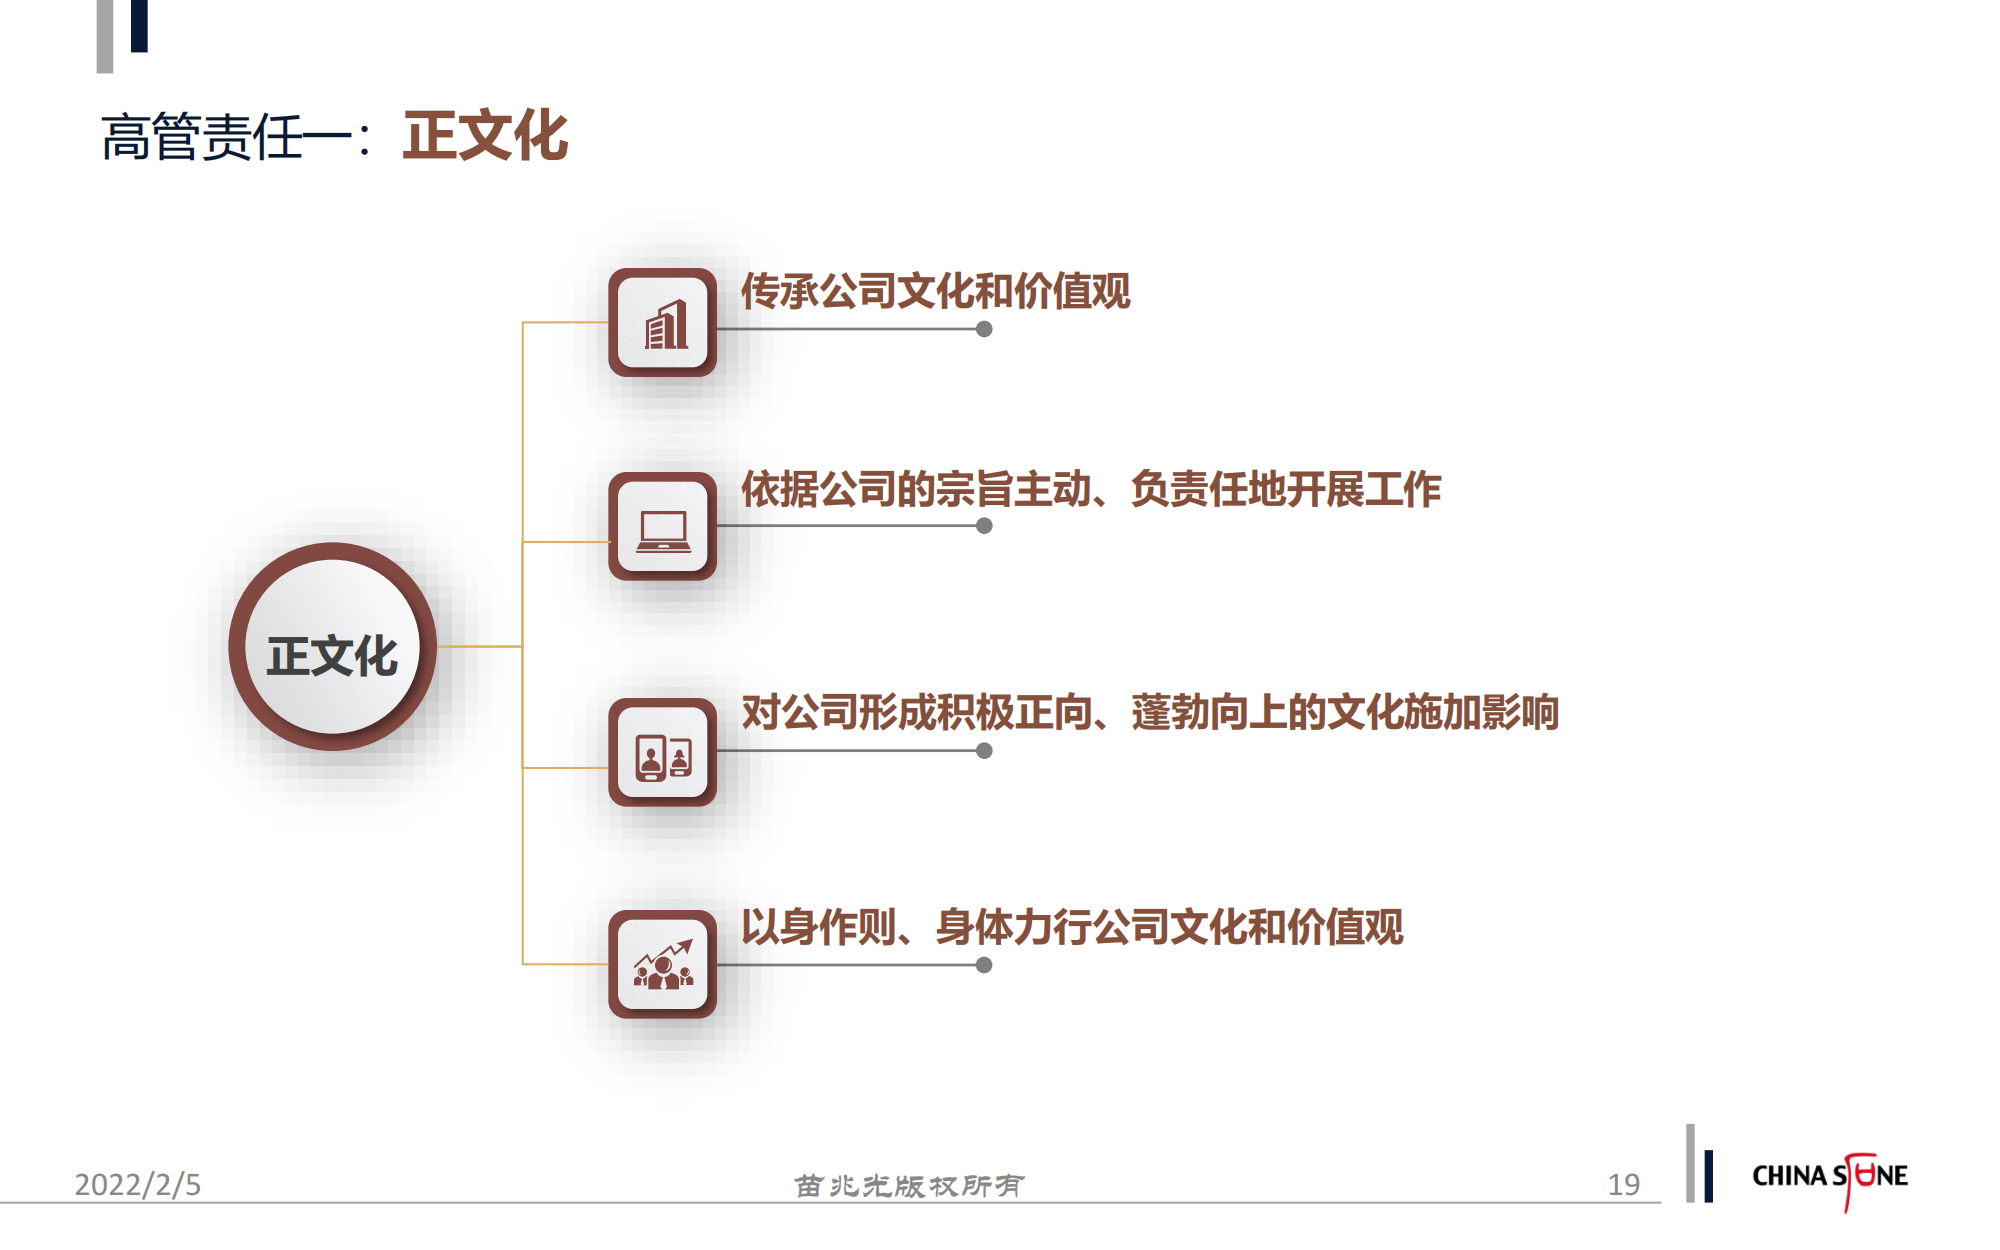 高管责任一：正文化
传承公司文化和价值观
依据公司的宗旨主动、负责任地开展工作
正文化
对公司形成积极正向、蓬勃向上的文化施加影响
以身作则、身体力行公司文化和价值观
2022/2/5
苗兆光版权所有
19
CHINA STONE